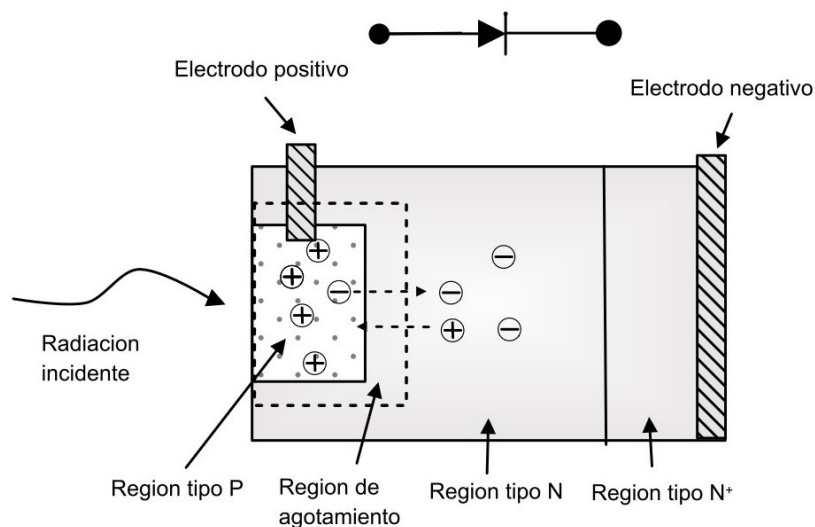 Electrodo positivo
Electrodo negativo
Radiacion
incidente
Region tipo P
Region de
agotamiento
Region tipo N
Region tipo N⁺